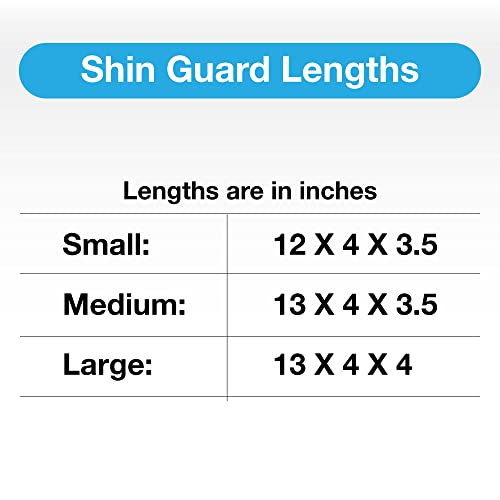 Shin Guard Lengths
Lengths are in inches
Small: 12 X 4 X 3.5
Medium: 13 X 4 X 3.5
Large: 13 X 4 X 4